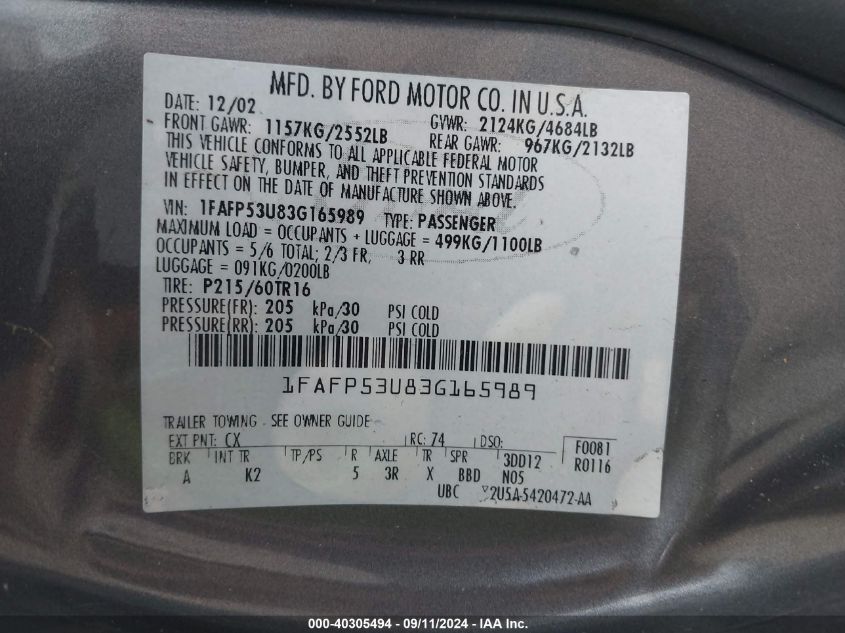 MFD. BY FORD MOTOR CO. IN U.S.A.
DATE: 12/02 GVWR: 2124KG/4684LB
FRONT GAWR: 1157KG/2552LB REAR GAWR: 967KG/2132LB
THIS VEHICLE CONFORMS TO ALL APPLICABLE FEDERAL MOTOR
VEHICLE SAFETY, BUMPER, AND THEFT PREVENTION STANDARDS
IN EFFECT ON THE DATE OF MANUFACTURE SHOWN ABOVE.
VIN: 1FAFP53U83G165989 TYPE: PASSENGER
MAXIMUM LOAD = OCCUPANTS + LUGGAGE = 499KG/1100LB
OCCUPANTS = 5/6 TOTAL; 2/3 FR, 3 RR
LUGGAGE = 091KG/0200LB
TIRE: P215/60TR16
PRESSURE(FR): 205 kPa/30 PSI COLD
PRESSURE(RR): 205 kPa/30 PSI COLD
1FAFP53U83G165989
TRAILER TOWING - SEE OWNER GUIDE
EXT PNT: CX RC: 74 DSO: F0081
BRK INT TR TP/PS R AXLE TR SPR 3DD12 R0116
A K2 5 3R X BBD N05
UBC 2U5A-5420472-AA
000-40305494 - 09/11/2024 - IAA Inc.